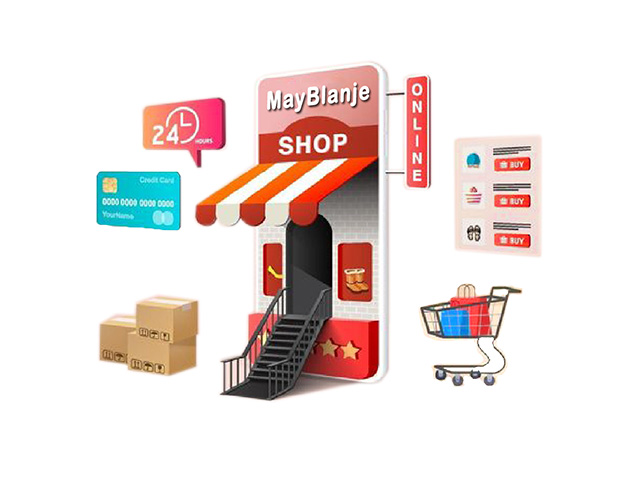 MayBlanje
SHOP
ONLINE
24
HOURS
Credit Card
0000 0000 0000 0000
YourName
BUY
BUY
BUY